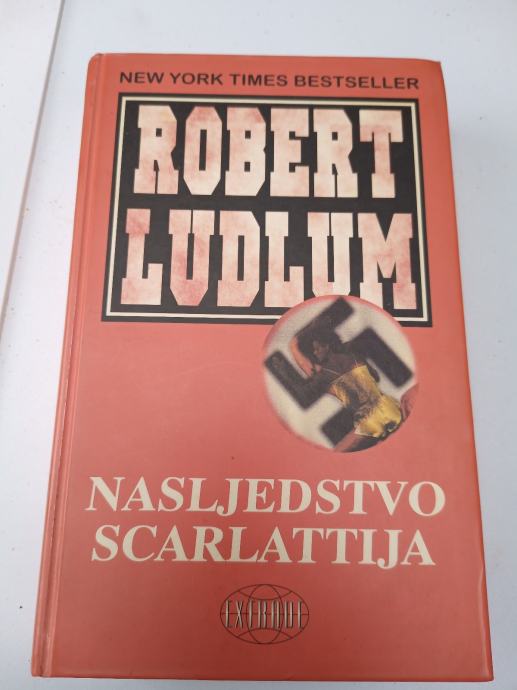 NEW YORK TIMES BESTSELLER
ROBERT
LUDLUM
NASLJEDSTVO
SCARLATTIJA
EXTRADE